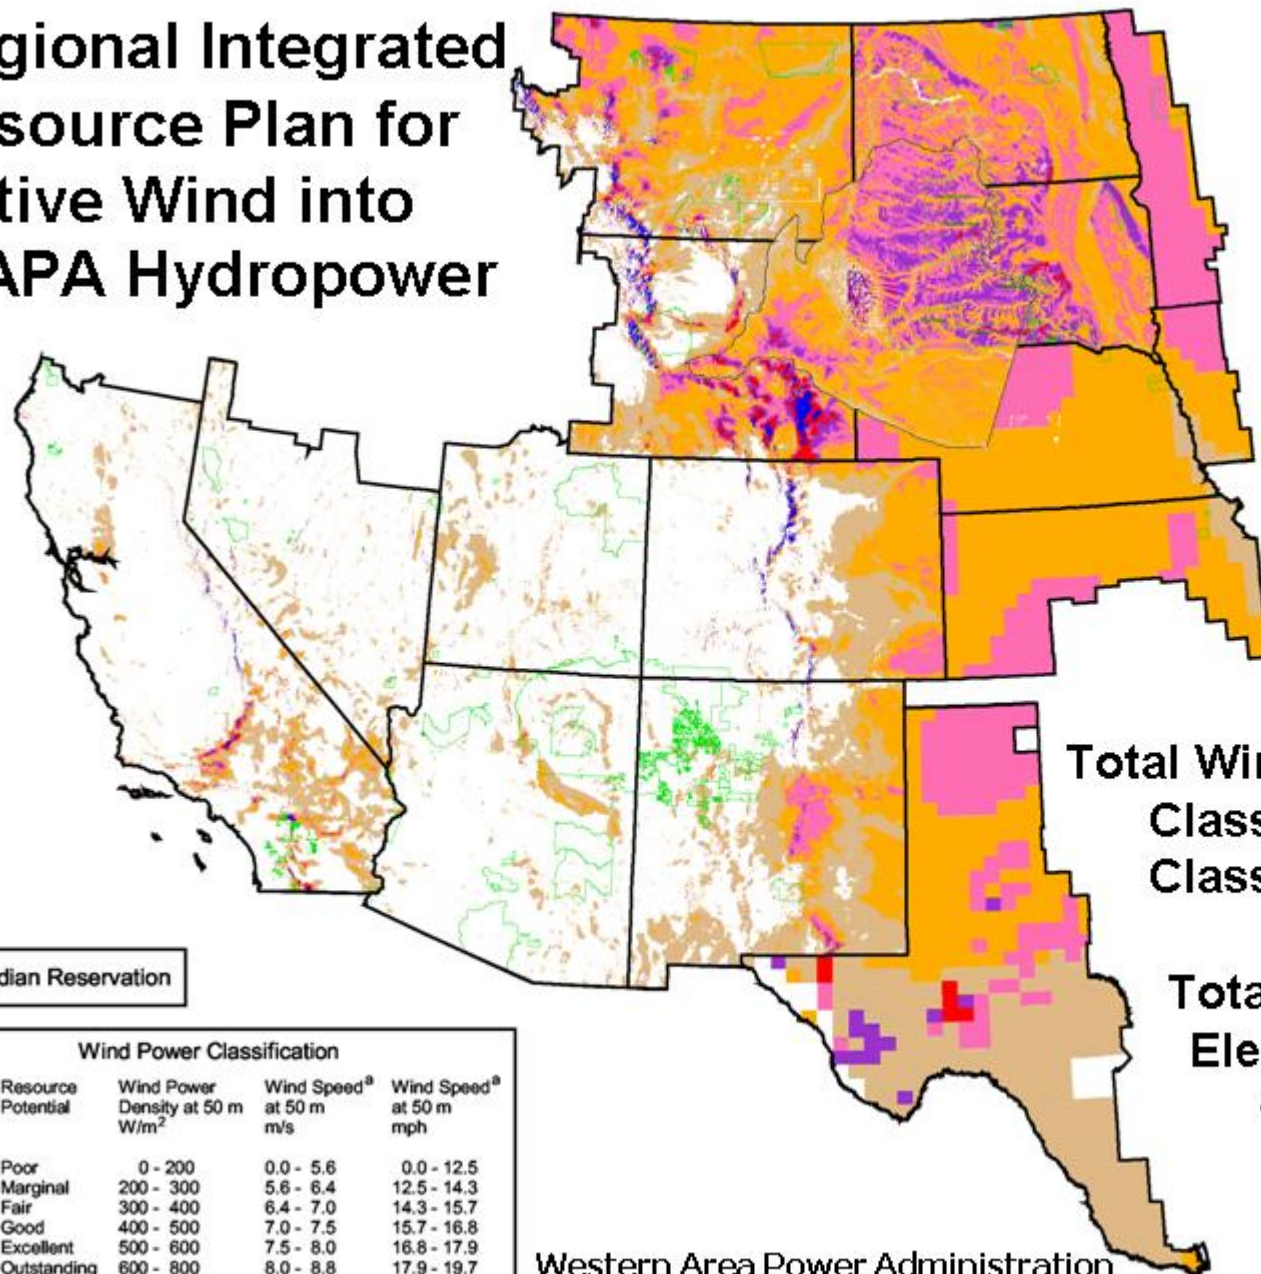 gional Integrated
source Plan for
tive Wind into
APA Hydropower
Total Wi
Class
Class
dian Reservation
Tota
Ele
Wind Power Classification
Resource Potential Wind Power Density at 50 m W/m2 Wind Speeda at 50 m m/s Wind Speeda at 50 m mph
Poor 0 - 200 0.0 - 5.6 0.0 - 12.5
Marginal 200 - 300 5.6 - 6.4 12.5 - 14.3
Fair 300 - 400 6.4 - 7.0 14.3 - 15.7
Good 400 - 500 7.0 - 7.5 15.7 - 16.8
Excellent 500 - 600 7.5 - 8.0 16.8 - 17.9
Outstanding 600 - 800 8.0 - 8.8 17.9 - 19.7
Western Area Power Administration